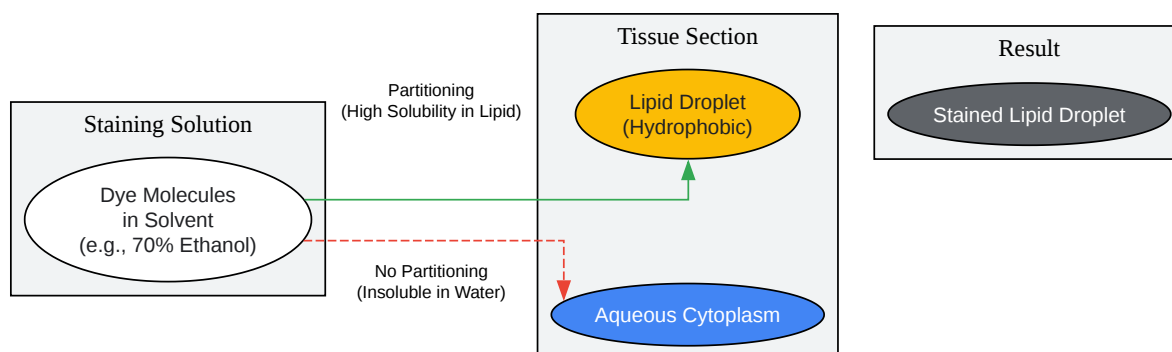 Staining Solution
Dye Molecules
in Solvent
(e.g., 70% Ethanol)
Partitioning
(High Solubility in Lipid)
No Partitioning
(Insoluble in Water)
Tissue Section
Lipid Droplet
(Hydrophobic)
Aqueous Cytoplasm
Result
Stained Lipid Droplet